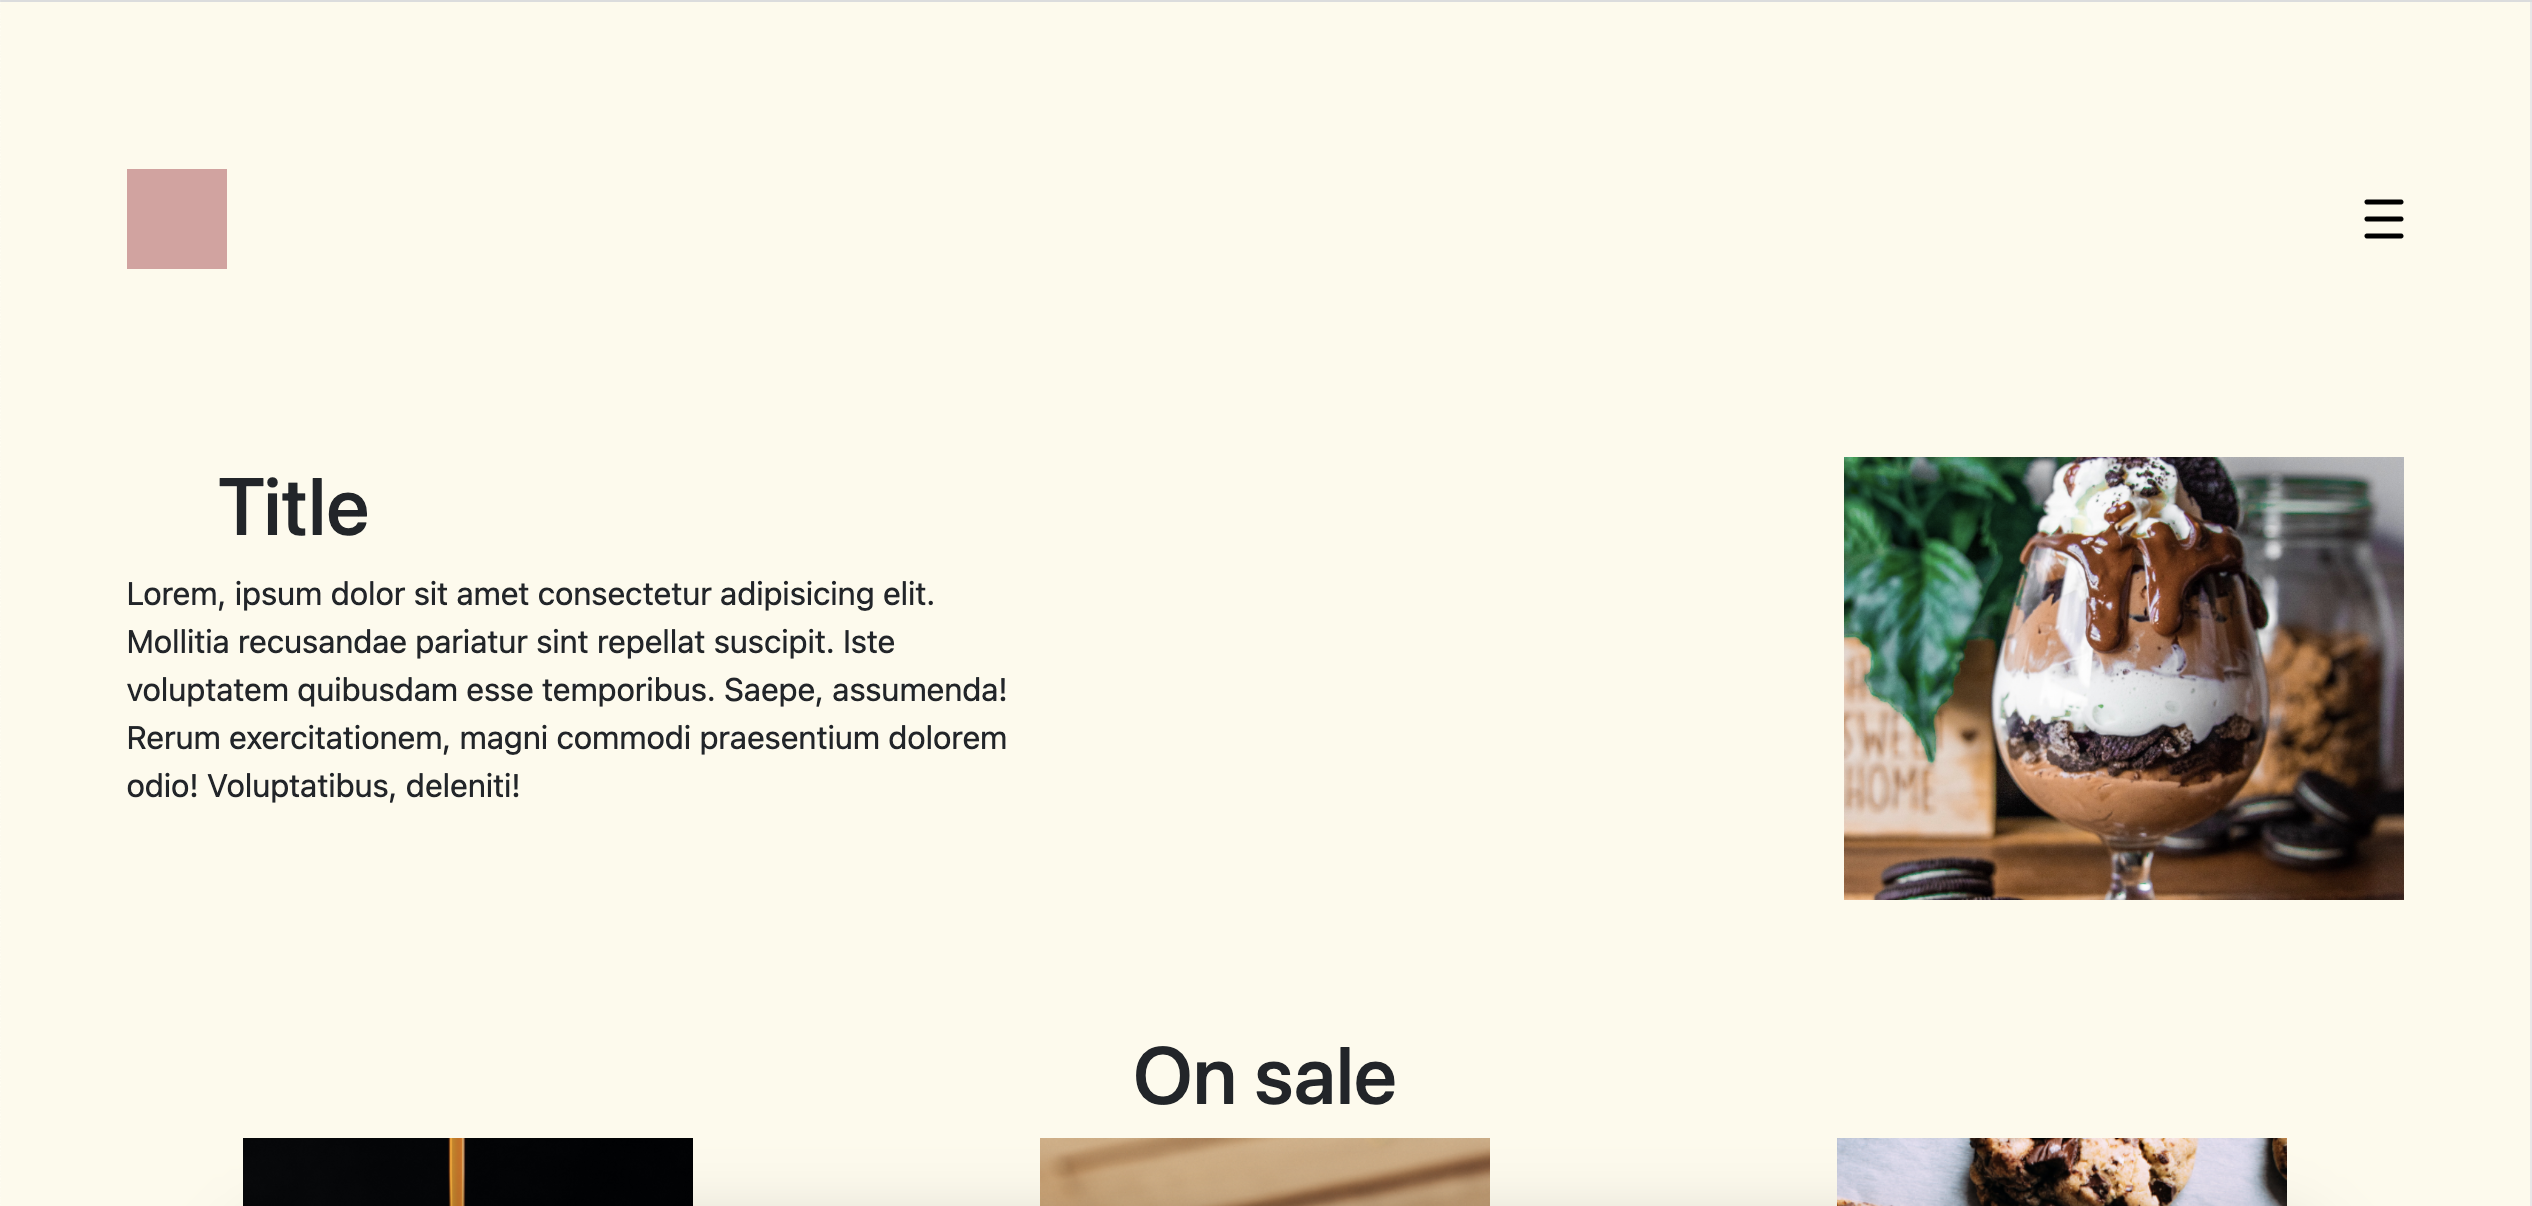 Title
Lorem, ipsum dolor sit amet consectetur adipisicing elit.
Mollitia recusandae pariatur sint repellat suscipit. Iste
voluptatem quibusdam esse temporibus. Saepe, assumenda!
Rerum exercitationem, magni commodi praesentium dolorem
odio! Voluptatibus, deleniti!
HOME
On sale